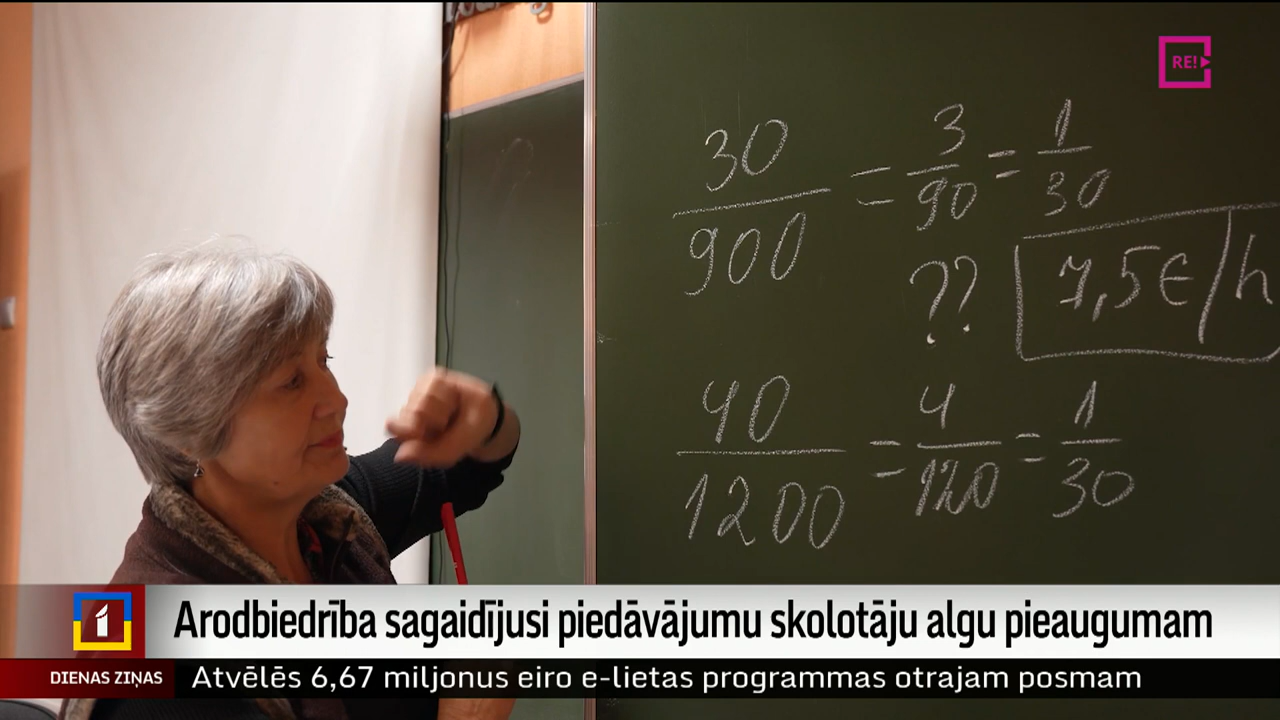 RE!
30/900 = 3/90 = 1/30
?? 7,5€/h
40/1200 = 4/120 = 1/30
1 Arodbiedrība sagaidījusi piedāvājumu skolotāju algu pieaugumam
DIENAS ZIŅAS Atvēlēs 6,67 miljonus eiro e-lietas programmas otrajam posmam